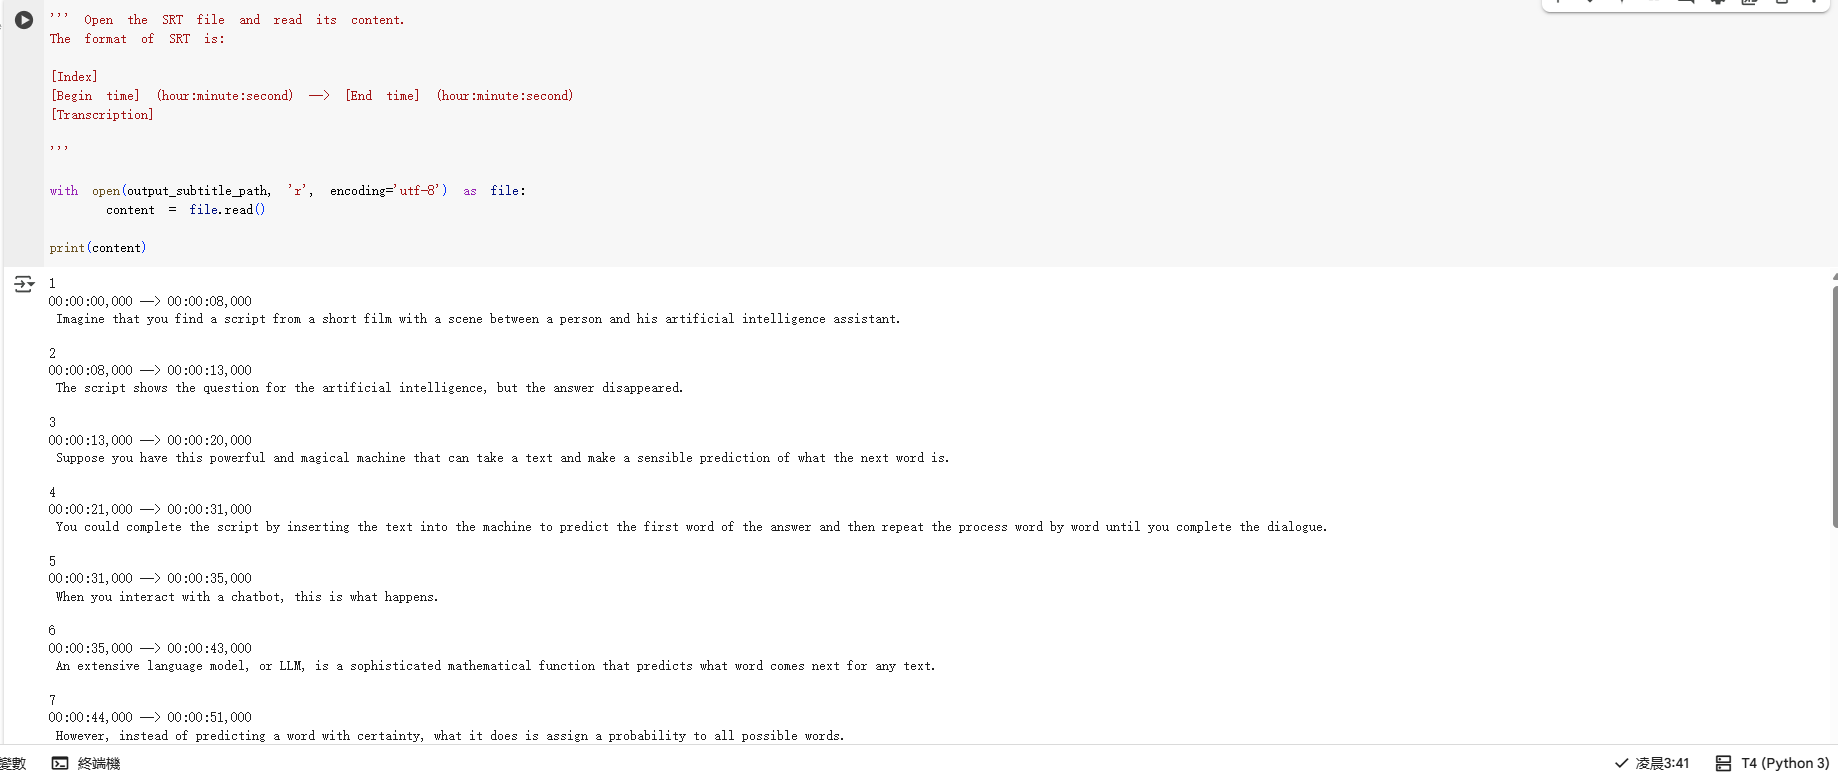 ''' Open the SRT file and read its content.
The format of SRT is:
[Index]
[Begin time] (hour:minute:second) --> [End time] (hour:minute:second)
[Transcription]
'''
with open(output_subtitle_path, 'r', encoding='utf-8') as file:
content = file.read()
print(content)
1
00:00:00,000 --> 00:00:08,000
Imagine that you find a script from a short film with a scene between a person and his artificial intelligence assistant.
2
00:00:08,000 --> 00:00:13,000
The script shows the question for the artificial intelligence, but the answer disappeared.
3
00:00:13,000 --> 00:00:20,000
Suppose you have this powerful and magical machine that can take a text and make a sensible prediction of what the next word is.
4
00:00:21,000 --> 00:00:31,000
You could complete the script by inserting the text into the machine to predict the first word of the answer and then repeat the process word by word until you complete the dialogue.
5
00:00:31,000 --> 00:00:35,000
When you interact with a chatbot, this is what happens.
6
00:00:35,000 --> 00:00:43,000
An extensive language model, or LLM, is a sophisticated mathematical function that predicts what word comes next for any text.
7
00:00:44,000 --> 00:00:51,000
However, instead of predicting a word with certainty, what it does is assign a probability to all possible words.
變數 終端機 凌晨3:41 T4 (Python 3)